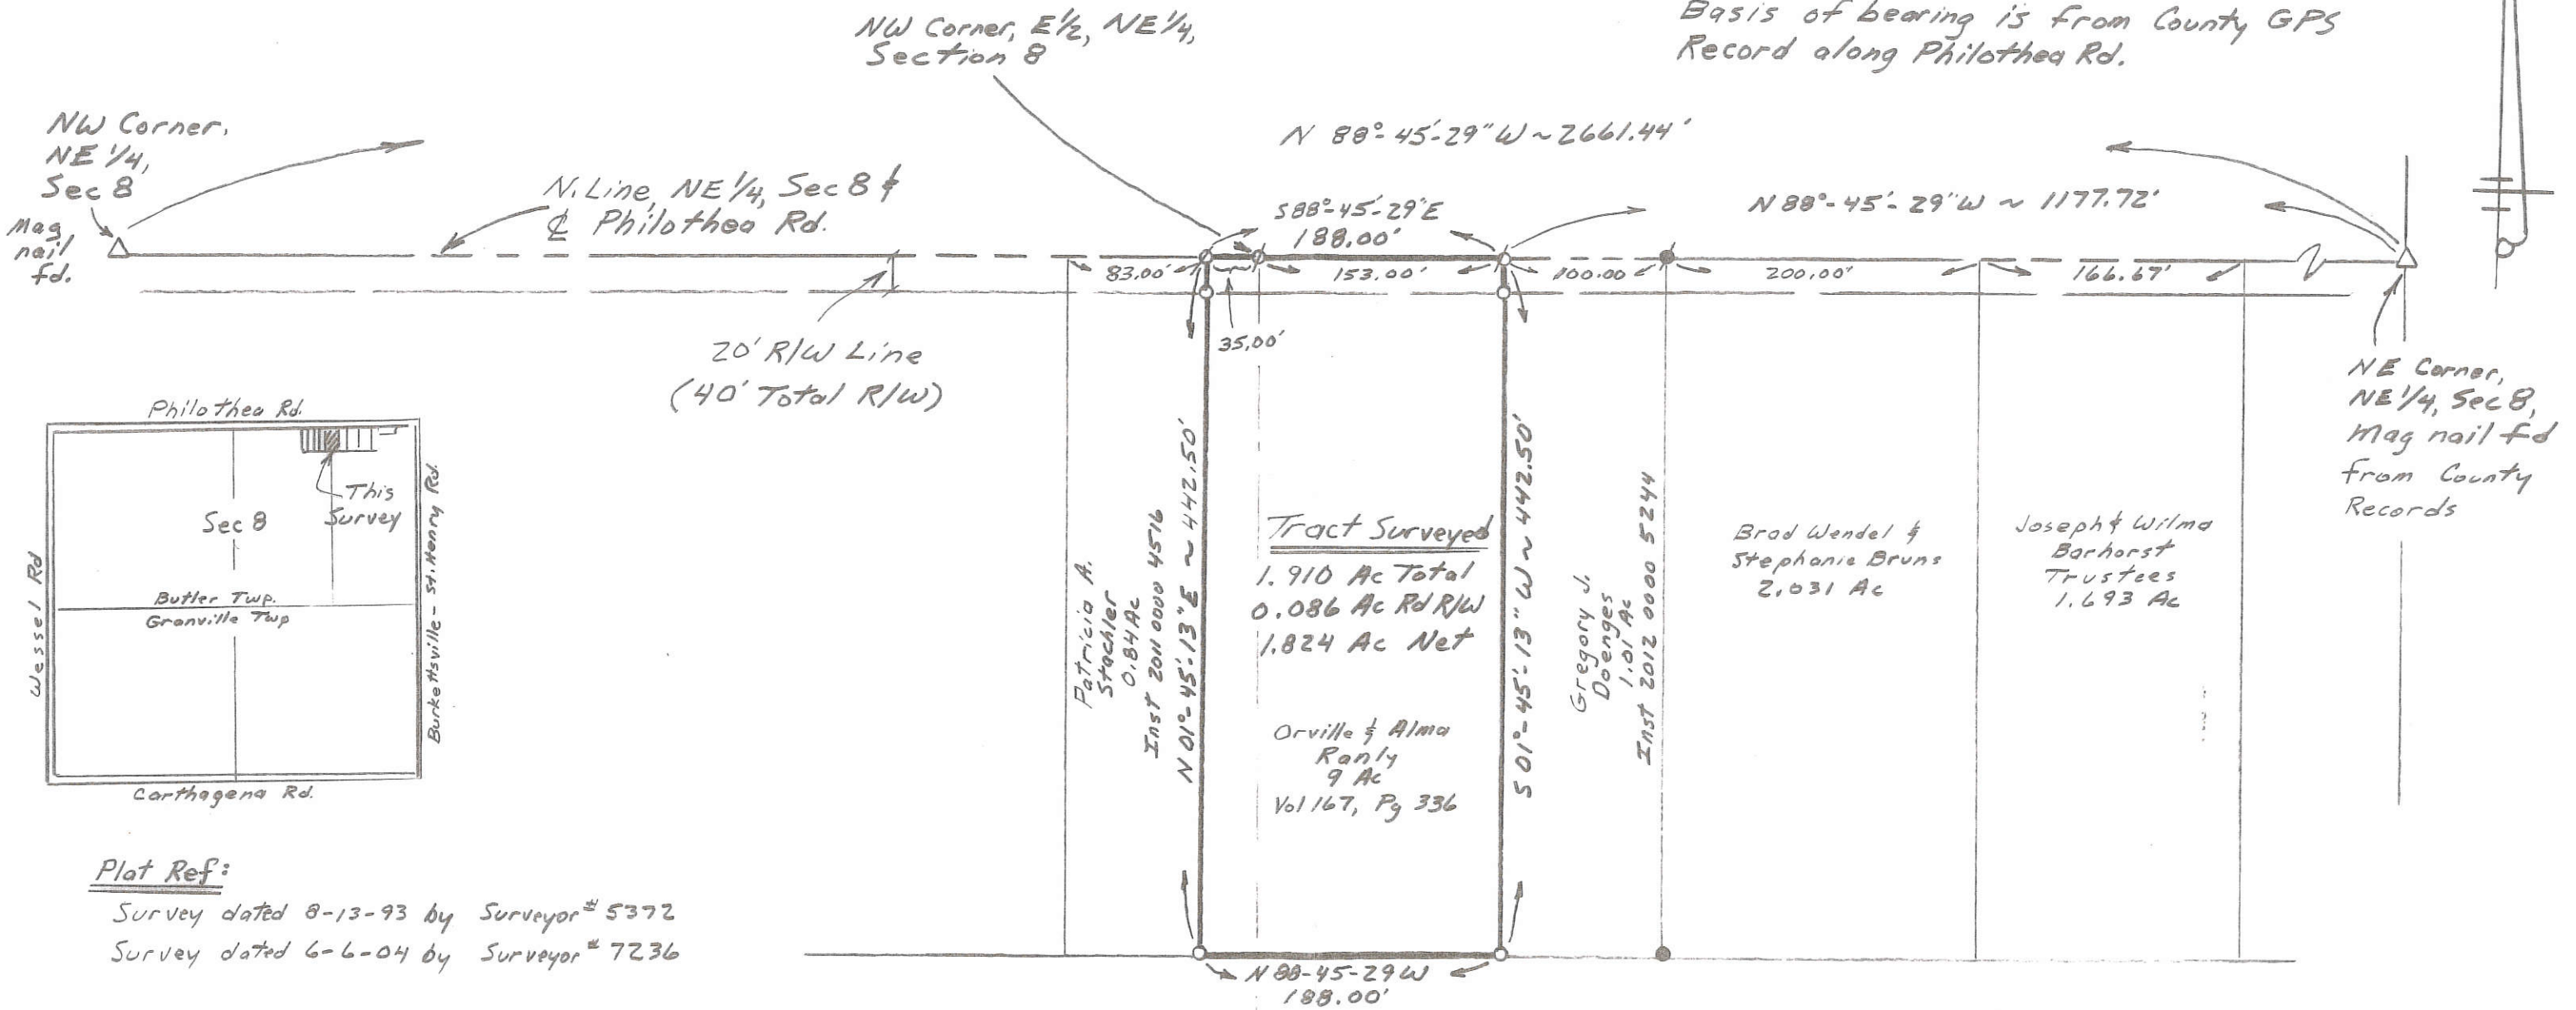 Basis of bearing is from County GPS
Record along Philothea Rd.
NW Corner, E½, NE¼,
Section 8
NW Corner,
NE ¼,
Sec 8
Mag
nail
fd.
N. Line, NE ¼, Sec 8 &
℄ Philothea Rd.
N 88°-45'-29" W ~ 2661.44'
S 88°-45'-29" E
188.00'
N 88°-45'-29" W ~ 1177.72'
83.00'
153.00'
100.00
200.00'
166.67'
35.00'
20' R/W Line
(40' Total R/W)
NE Corner,
NE ¼, Sec 8,
Mag nail fd
from County
Records
Philothea Rd.
Sec 8
This
Survey
Wessel Rd
Burkettsville - St. Henry Rd.
Butler Twp.
Granville Twp
Carthagena Rd.
Patricia A.
Stachler
0.84 Ac
Inst 2011 0000 4516
N 01°-45'-13" E ~ 442.50'
Tract Surveyed
1.910 Ac Total
0.086 Ac Rd R/W
1.824 Ac Net
Orville & Alma
Ranly
9 Ac
Vol 167, Pg 336
S 01°-45'-13" W ~ 442.50'
Gregory J.
Doenges
1.01 Ac
Inst 2012 0000 5244
Brad Wendel &
Stephanie Bruns
2.031 Ac
Joseph & Wilma
Barhorst
Trustees
1.693 Ac
Plat Ref:
Survey dated 8-13-93 by Surveyor # 5372
Survey dated 6-6-04 by Surveyor # 7236
N 88-45-29 W
188.00'